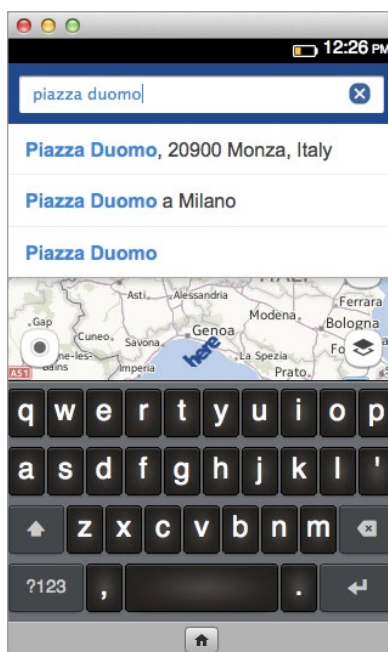 12:26 PM
piazza duomo
Piazza Duomo, 20900 Monza, Italy
Piazza Duomo a Milano
Piazza Duomo
Asti
Alessandria
Ferrara
Gap
Modena
Bologna
Cuneo
Savona
Genoa
here
Imperia
La Spezia
Prato
A51
q w e r t y u i o p
a s d f g h j k l '
z x c v b n m
?123 , .